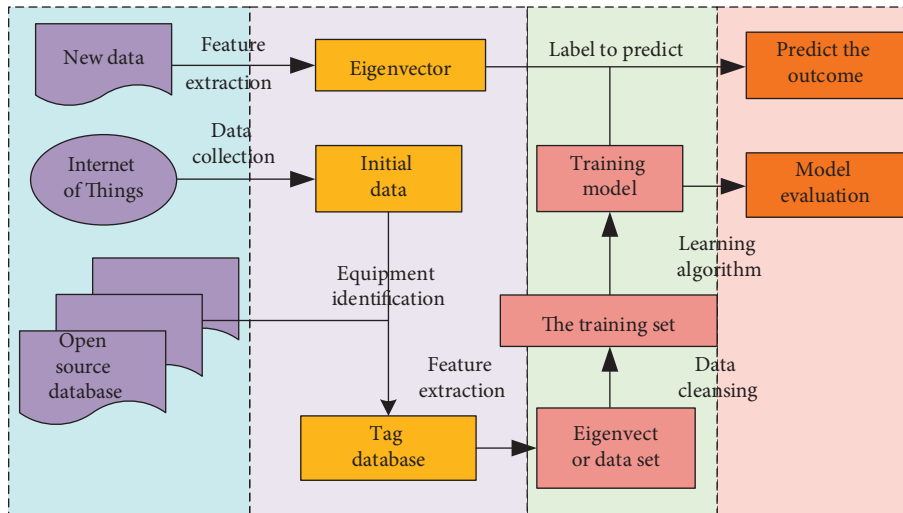 New data
Feature
extraction
Eigenvector
Label to predict
Predict the
outcome
Internet
of Things
Data
collection
Initial
data
Training
model
Model
evaluation
Equipment
identification
Learning
algorithm
Open
source
database
The training set
Feature
extraction
Data
cleansing
Tag
database
Eigenvect
or data set